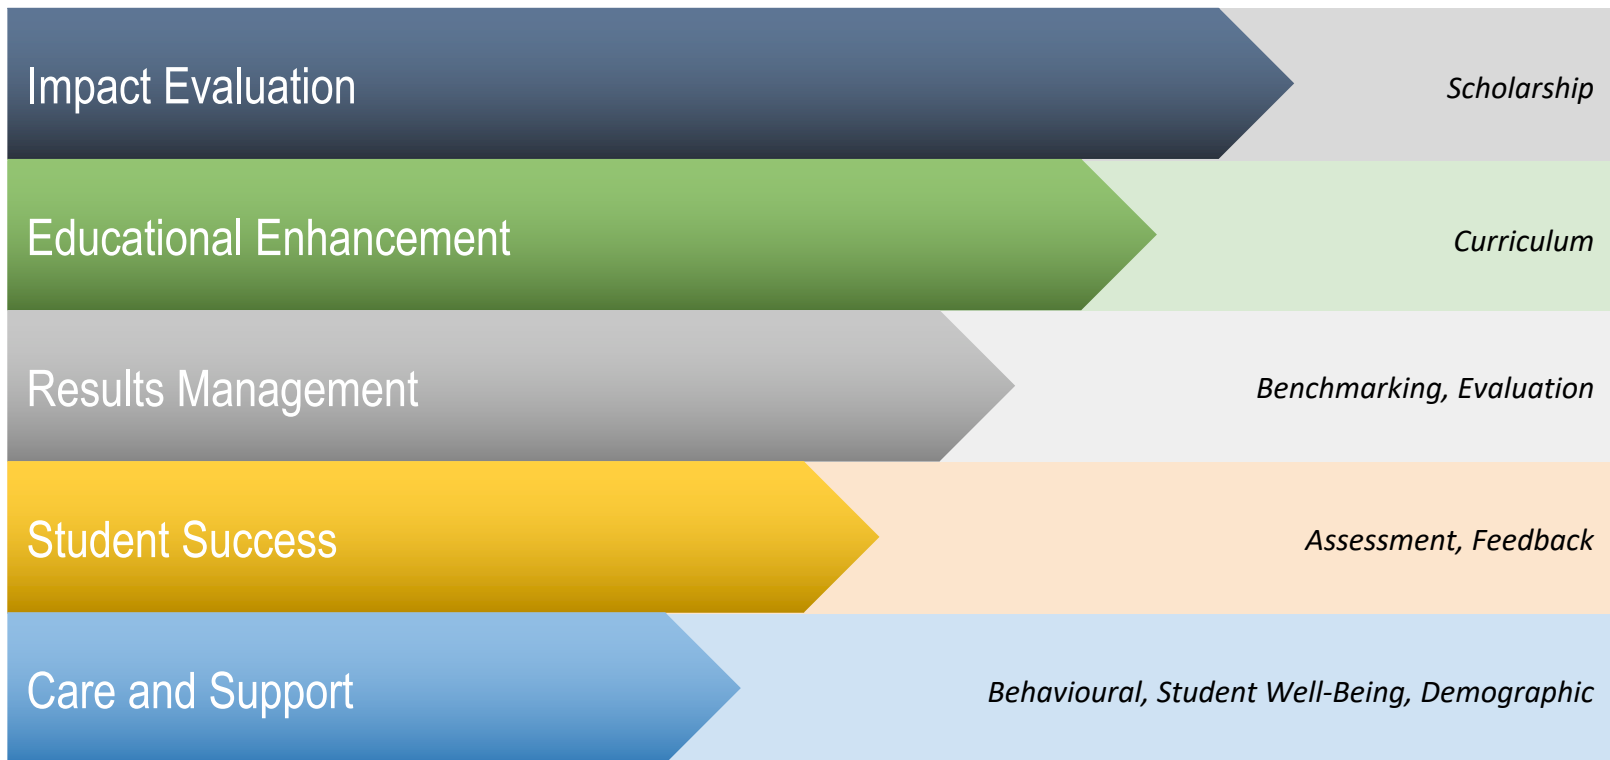 Impact Evaluation
Scholarship
Educational Enhancement
Curriculum
Results Management
Benchmarking, Evaluation
Student Success
Assessment, Feedback
Care and Support
Behavioural, Student Well-Being, Demographic